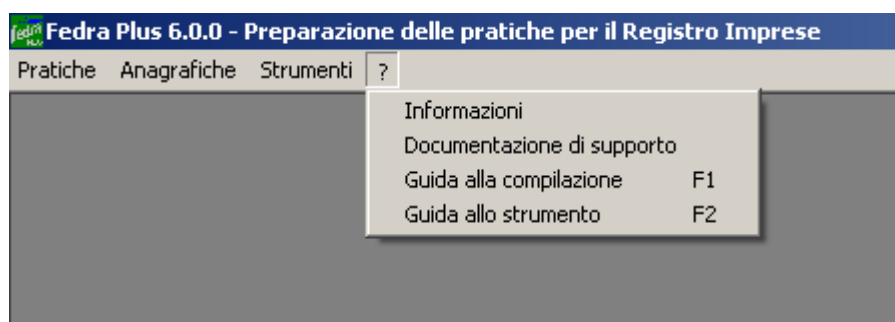 Fedra Plus 6.0.0 - Preparazione delle pratiche per il Registro Imprese
Pratiche Anagrafiche Strumenti ?
Informazioni
Documentazione di supporto
Guida alla compilazione F1
Guida allo strumento F2